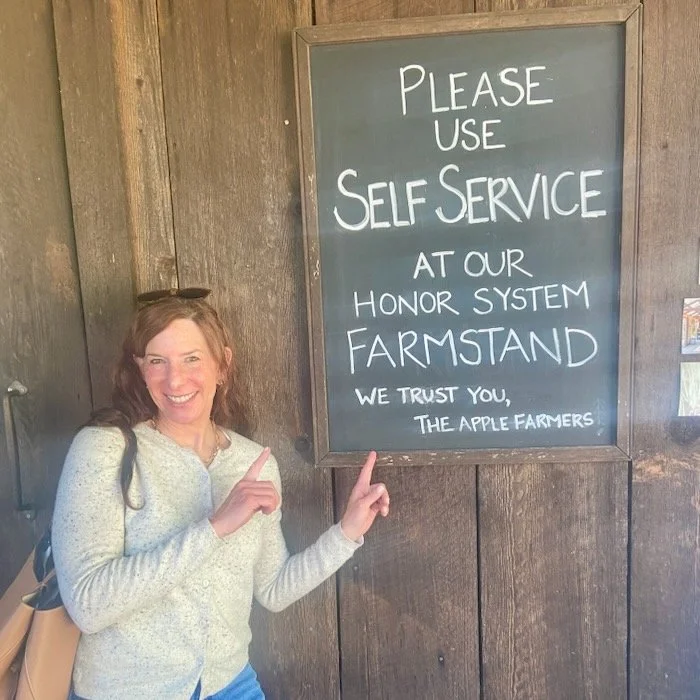 PLEASE
USE
SELF SERVICE
AT OUR
HONOR SYSTEM
FARMSTAND
WE TRUST YOU,
THE APPLE FARMERS